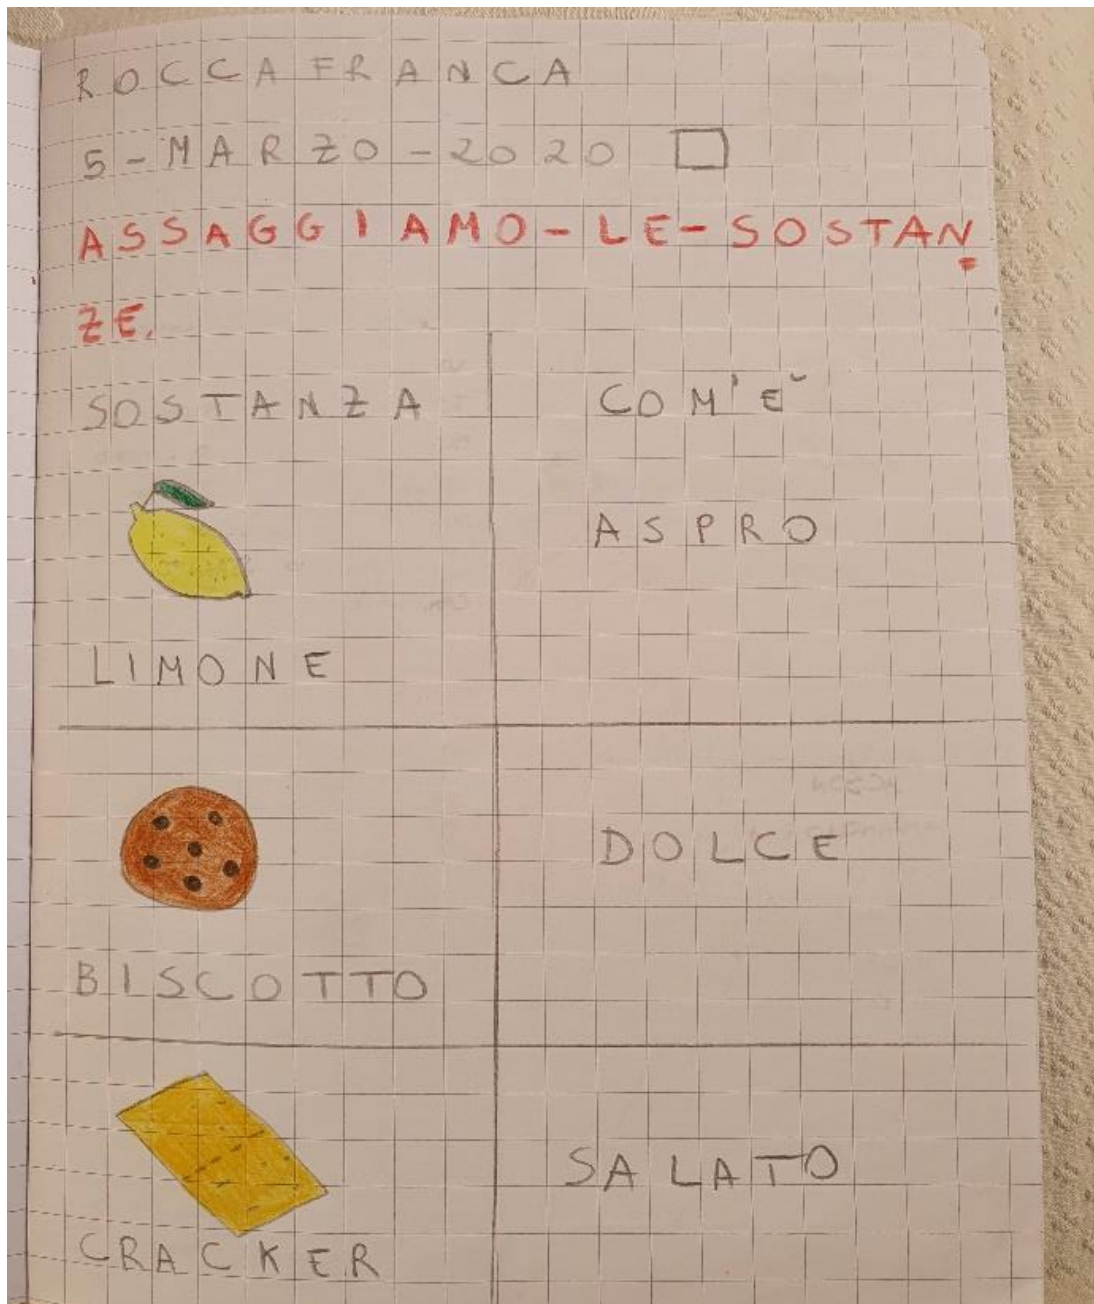 ROCCAFRANCA
5-MARZO-2020
ASSAGGIAMO-LE-SOSTAN
ZE.
SOSTANZA COM'È
ASPRO
LIMONE
DOLCE
BISCOTTO
SALATO
CRACKER